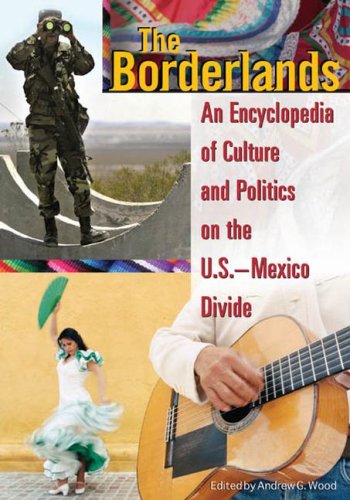 The
Borderlands
An Encyclopedia
of Culture
and Politics
on the
U.S.–Mexico
Divide
Edited by Andrew G. Wood